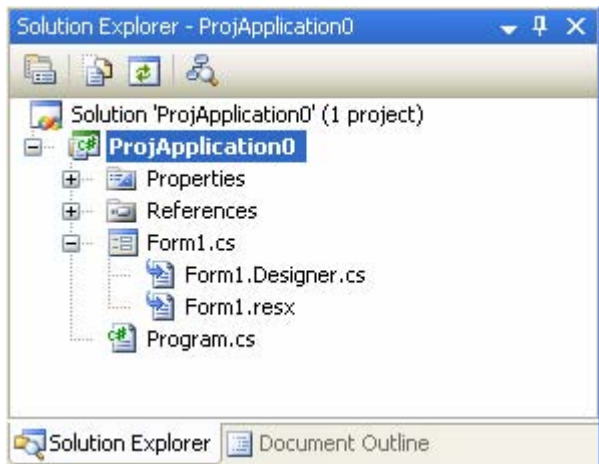 Solution Explorer - ProjApplication0
Solution 'ProjApplication0' (1 project)
ProjApplication0
Properties
References
Form1.cs
Form1.Designer.cs
Form1.resx
Program.cs
Solution Explorer Document Outline